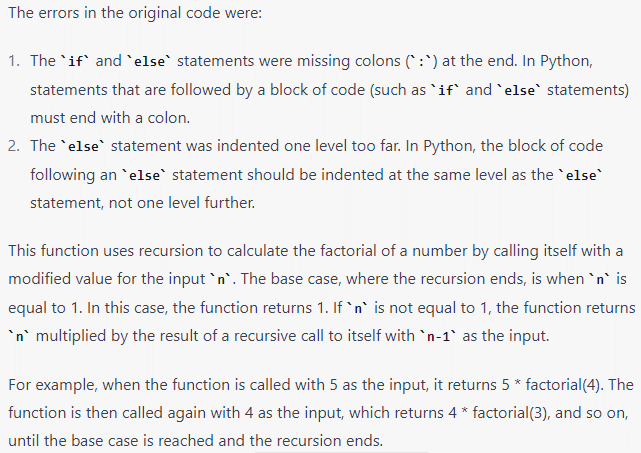 The errors in the original code were:
1. The `if` and `else` statements were missing colons (`:`) at the end. In Python,
statements that are followed by a block of code (such as `if` and `else` statements)
must end with a colon.
2. The `else` statement was indented one level too far. In Python, the block of code
following an `else` statement should be indented at the same level as the `else`
statement, not one level further.
This function uses recursion to calculate the factorial of a number by calling itself with a
modified value for the input `n`. The base case, where the recursion ends, is when `n` is
equal to 1. In this case, the function returns 1. If `n` is not equal to 1, the function returns
`n` multiplied by the result of a recursive call to itself with `n-1` as the input.
For example, when the function is called with 5 as the input, it returns 5 * factorial(4). The
function is then called again with 4 as the input, which returns 4 * factorial(3), and so on,
until the base case is reached and the recursion ends.